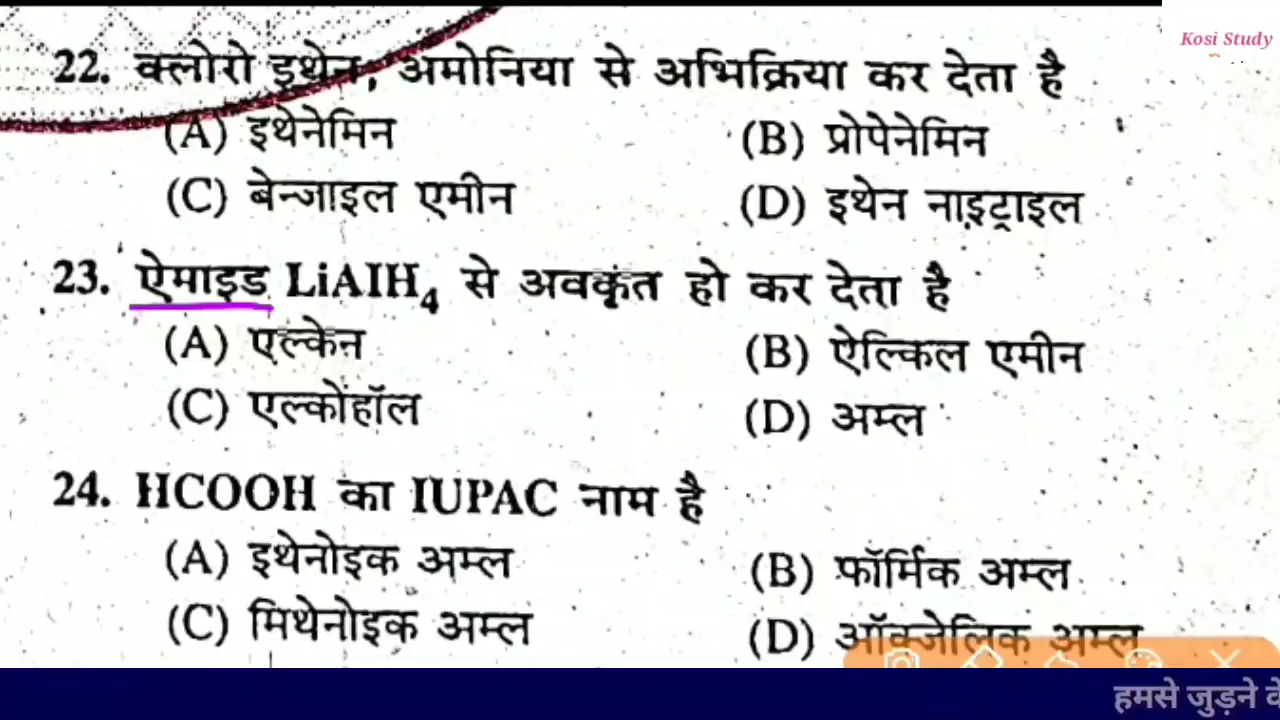 Kosi Study
22. क्लोरो इथेन, अमोनिया से अभिक्रिया कर देता है
(A) इथेनेमिन (B) प्रोपेनेमिन
(C) बेन्जाइल एमीन (D) इथेन नाइट्राइल
23. ऐमाइड LiAIH4 से अवकृंत हो कर देता है
(A) एल्केन (B) ऐल्किल एमीन
(C) एल्कोहॉल (D) अम्ल
24. HCOOH का IUPAC नाम है
(A) इथेनोइक अम्ल (B) फॉर्मिक अम्ल
(C) मिथेनोइक अम्ल (D) ऑक्जेलिक अम्ल
हमसे जुड़ने